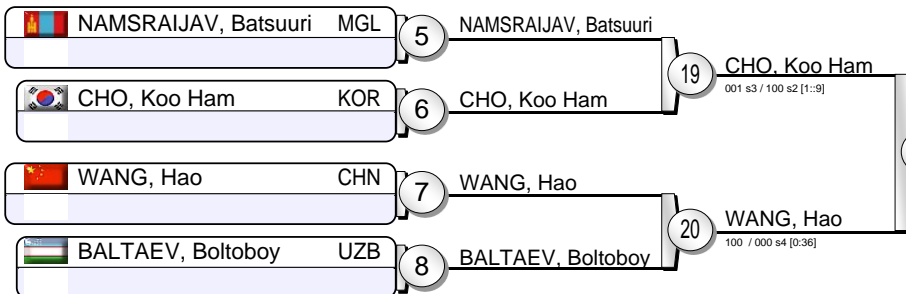 NAMSRAIJAV, Batsuuri MGL
5
NAMSRAIJAV, Batsuuri
19
CHO, Koo Ham
001 s3 / 100 s2 [1::9]
CHO, Koo Ham KOR
6
CHO, Koo Ham
WANG, Hao CHN
7
WANG, Hao
20
WANG, Hao
100 / 000 s4 [0:36]
BALTAEV, Boltoboy UZB
8
BALTAEV, Boltoboy